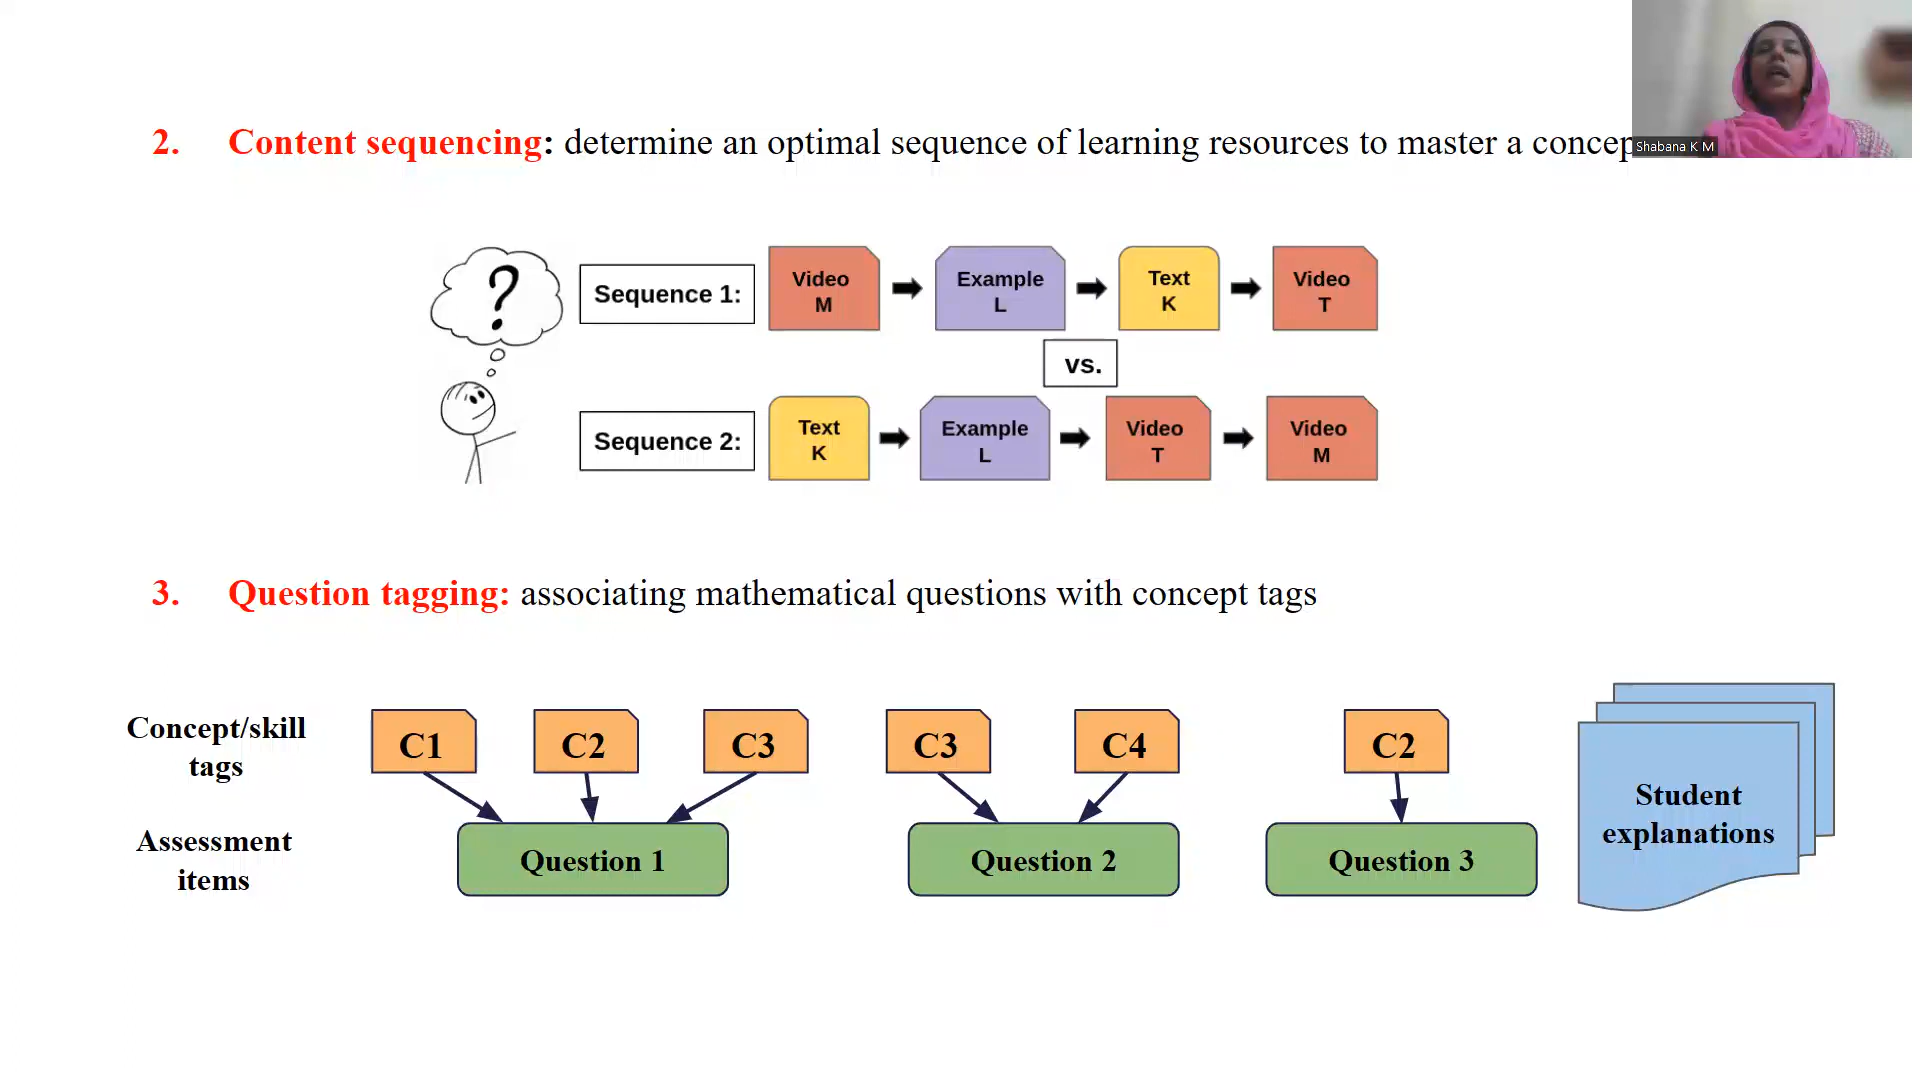 2. Content sequencing: determine an optimal sequence of learning resources to master a concep
Shabana K M
?
Sequence 1:
Video
M
Example
L
Text
K
Video
T
vs.
Sequence 2:
Text
K
Example
L
Video
T
Video
M
3. Question tagging: associating mathematical questions with concept tags
Concept/skill
tags
C1
C2
C3
C3
C4
C2
Assessment
items
Question 1
Question 2
Question 3
Student
explanations